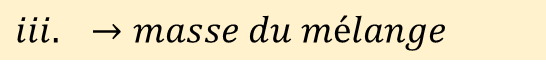 iii. → masse du mélange